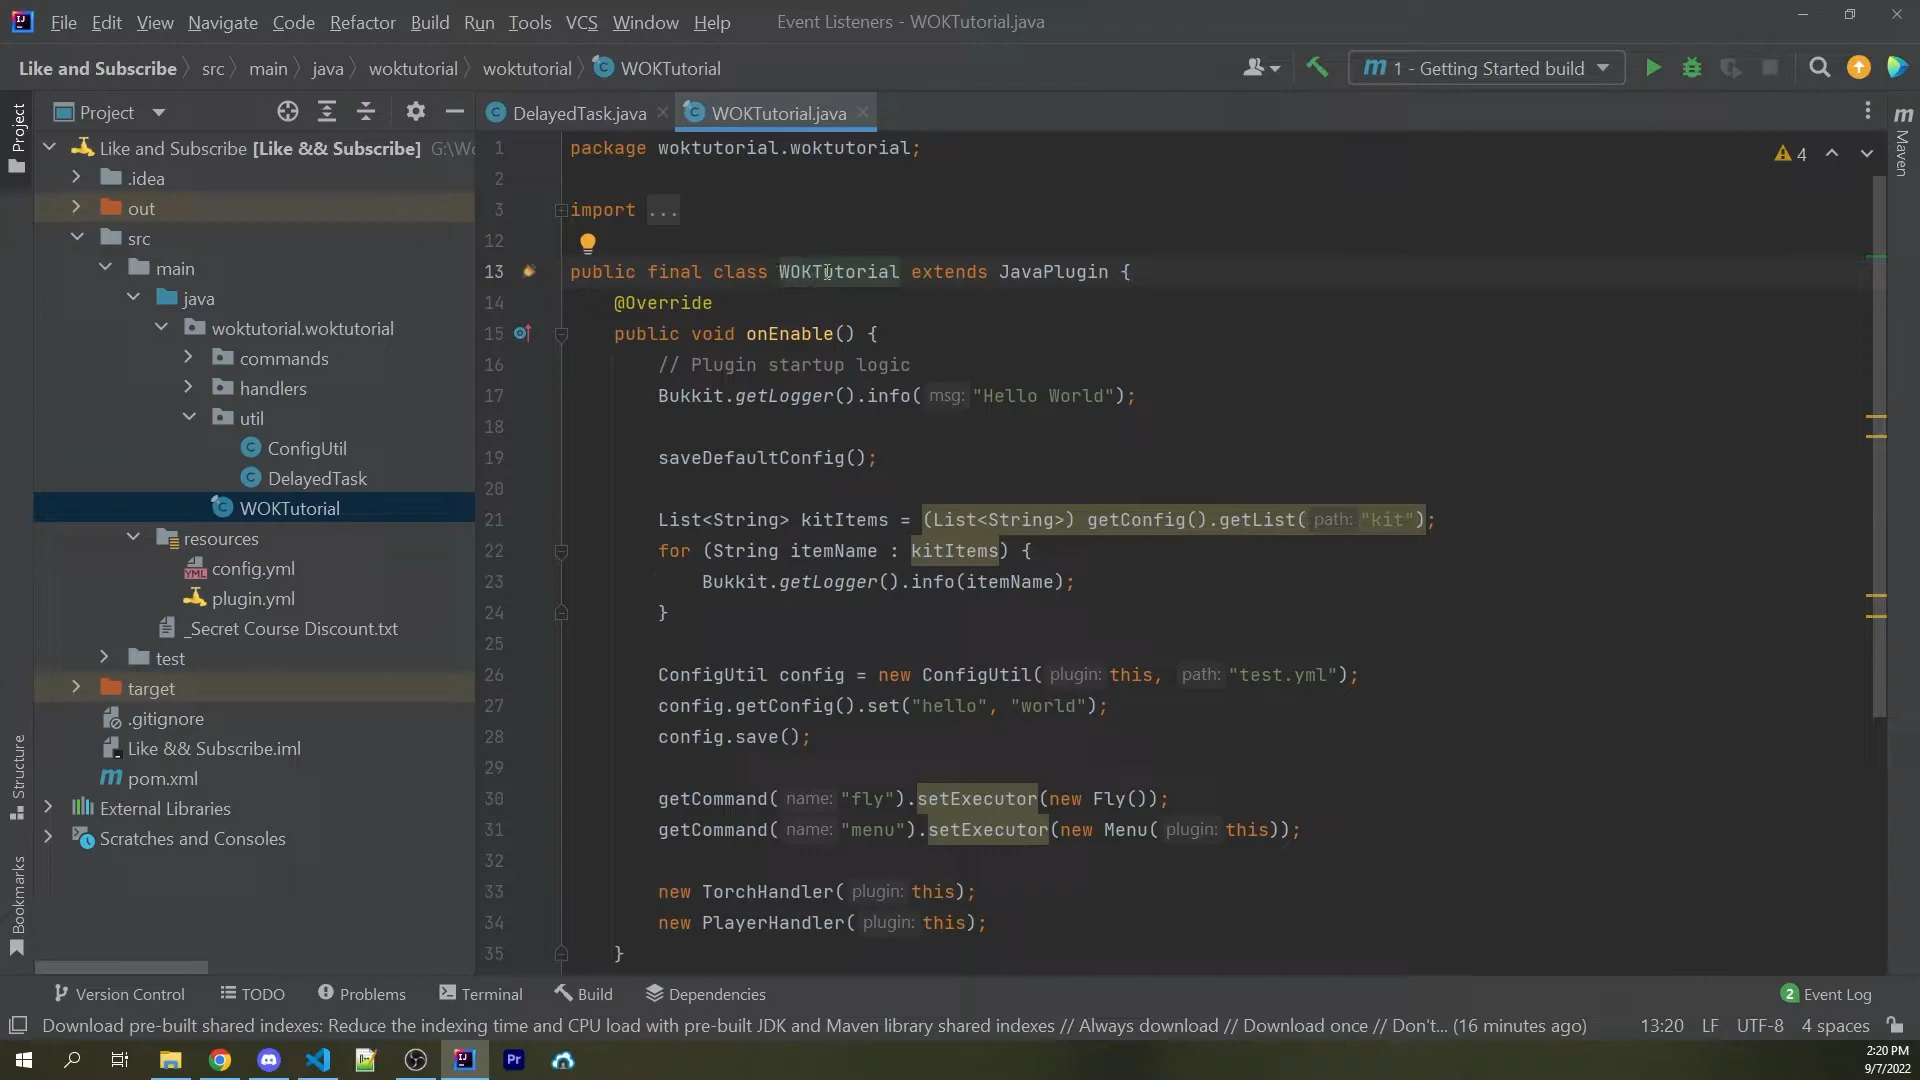 File Edit View Navigate Code Refactor Build Run Tools VCS Window Help Event Listeners - WOKTutorial.java
Like and Subscribe src main java woktutorial woktutorial WOKTutorial 1 - Getting Started build
Project
DelayedTask.java
WOKTutorial.java
Like and Subscribe [Like && Subscribe]
.idea
out
src
main
java
woktutorial.woktutorial
commands
handlers
util
ConfigUtil
DelayedTask
WOKTutorial
resources
config.yml
plugin.yml
_Secret Course Discount.txt
test
target
.gitignore
Like && Subscribe.iml
pom.xml
External Libraries
Scratches and Consoles
Project
Structure
Bookmarks
1 package woktutorial.woktutorial;
2
3 import ...
12
13 public final class WOKTutorial extends JavaPlugin {
14 @Override
15 public void onEnable() {
16 // Plugin startup logic
17 Bukkit.getLogger().info( msg: "Hello World");
18
19 saveDefaultConfig();
20
21 List<String> kitItems = (List<String>) getConfig().getList( path: "kit");
22 for (String itemName : kitItems) {
23 Bukkit.getLogger().info(itemName);
24 }
25
26 ConfigUtil config = new ConfigUtil( plugin: this, path: "test.yml");
27 config.getConfig().set("hello", "world");
28 config.save();
29
30 getCommand( name: "fly").setExecutor(new Fly());
31 getCommand( name: "menu").setExecutor(new Menu( plugin: this));
32
33 new TorchHandler( plugin: this);
34 new PlayerHandler( plugin: this);
35 }
4
Maven
Version Control TODO Problems Terminal Build Dependencies 2 Event Log
Download pre-built shared indexes: Reduce the indexing time and CPU load with pre-built JDK and Maven library shared indexes // Always download // Download once // Don't... (16 minutes ago) 13:20 LF UTF-8 4 spaces
2:20 PM
9/7/2022